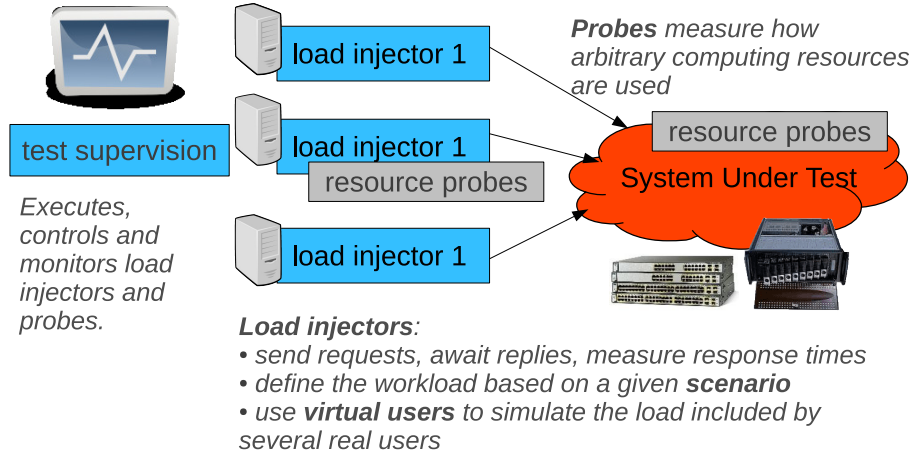 load injector 1
Probes measure how
arbitrary computing resources
are used
test supervision
load injector 1
resource probes
resource probes
System Under Test
Executes,
controls and
monitors load
injectors and
probes.
load injector 1
Load injectors:
• send requests, await replies, measure response times
• define the workload based on a given scenario
• use virtual users to simulate the load included by
several real users